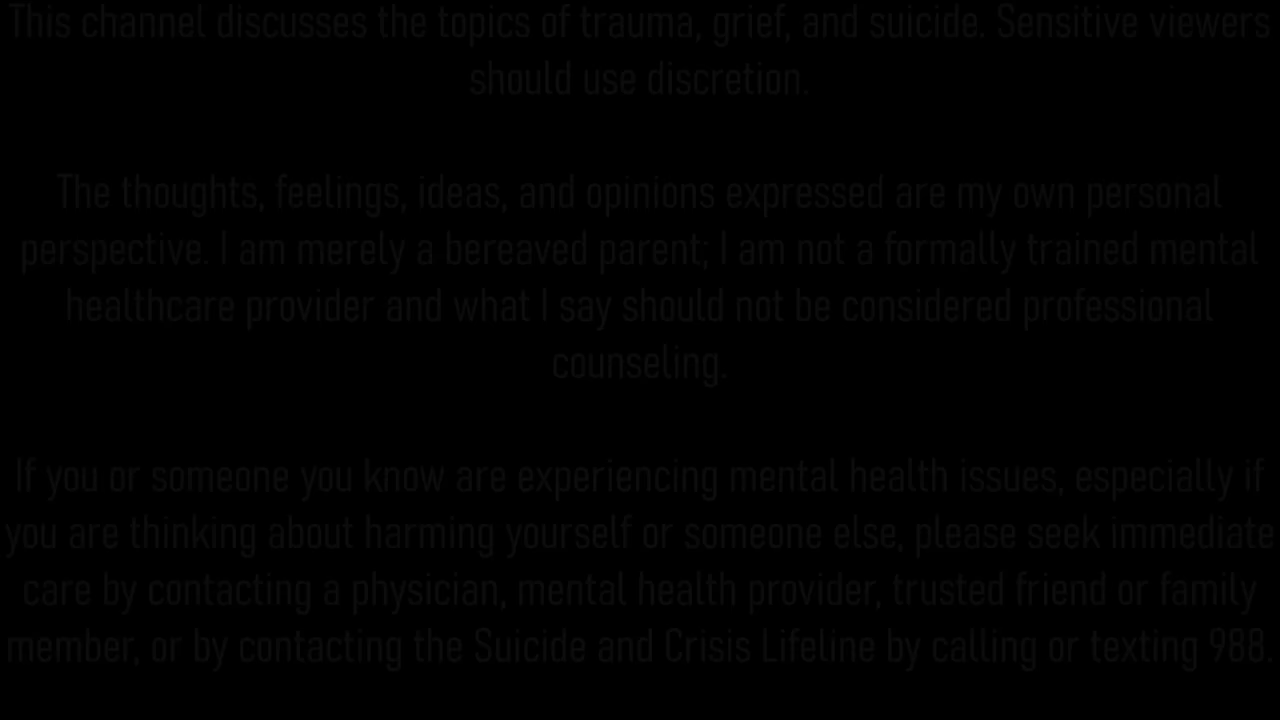 This channel discusses the topics of trauma, grief, and suicide. Sensitive viewers
should use discretion.
The thoughts, feelings, ideas, and opinions expressed are my own personal
perspective. I am merely a bereaved parent; I am not a formally trained mental
healthcare provider and what I say should not be considered professional
counseling.
If you or someone you know are experiencing mental health issues, especially if
you are thinking about harming yourself or someone else, please seek immediate
care by contacting a physician, mental health provider, trusted friend or family
member, or by contacting the Suicide and Crisis Lifeline by calling or texting 988.